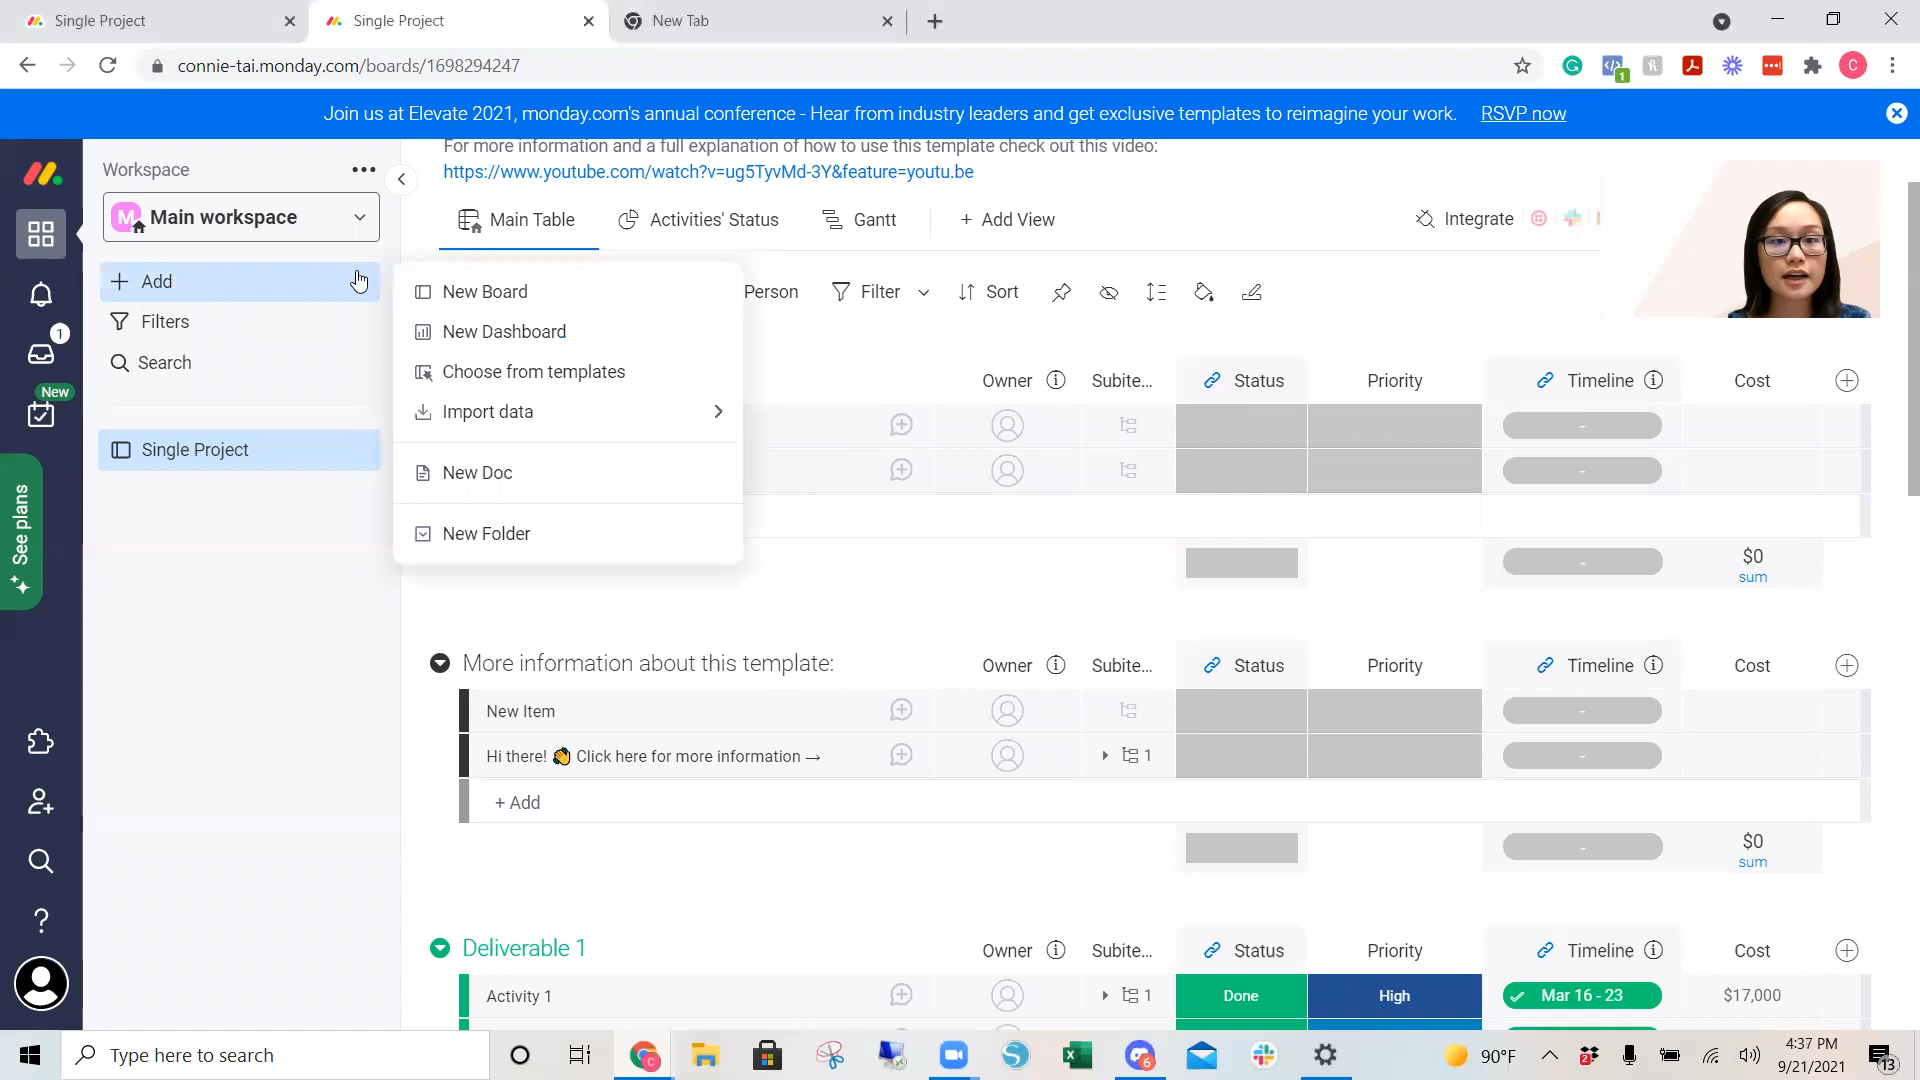 Single Project
Single Project
New Tab
connie-tai.monday.com/boards/1698294247
1
C
Join us at Elevate 2021, monday.com's annual conference - Hear from industry leaders and get exclusive templates to reimagine your work. RSVP now
Workspace
M Main workspace
Add
Filters
Search
Single Project
1
New
See plans
For more information and a full explanation of how to use this template check out this video:
https://www.youtube.com/watch?v=ug5TyvMd-3Y&feature=youtu.be
Main Table
Activities' Status
Gantt
+ Add View
Integrate
New Board
New Dashboard
Choose from templates
Import data
New Doc
New Folder
Person
Filter
Sort
Owner Subite... Status Priority Timeline Cost
-
-
- $0
sum
More information about this template: Owner Subite... Status Priority Timeline Cost
New Item -
Hi there! 👏 Click here for more information → 1 -
+ Add
- $0
sum
Deliverable 1 Owner Subite... Status Priority Timeline Cost
Activity 1 1 Done High Mar 16 - 23 $17,000
Type here to search
C
6
90°F
2
4:37 PM
9/21/2021
13